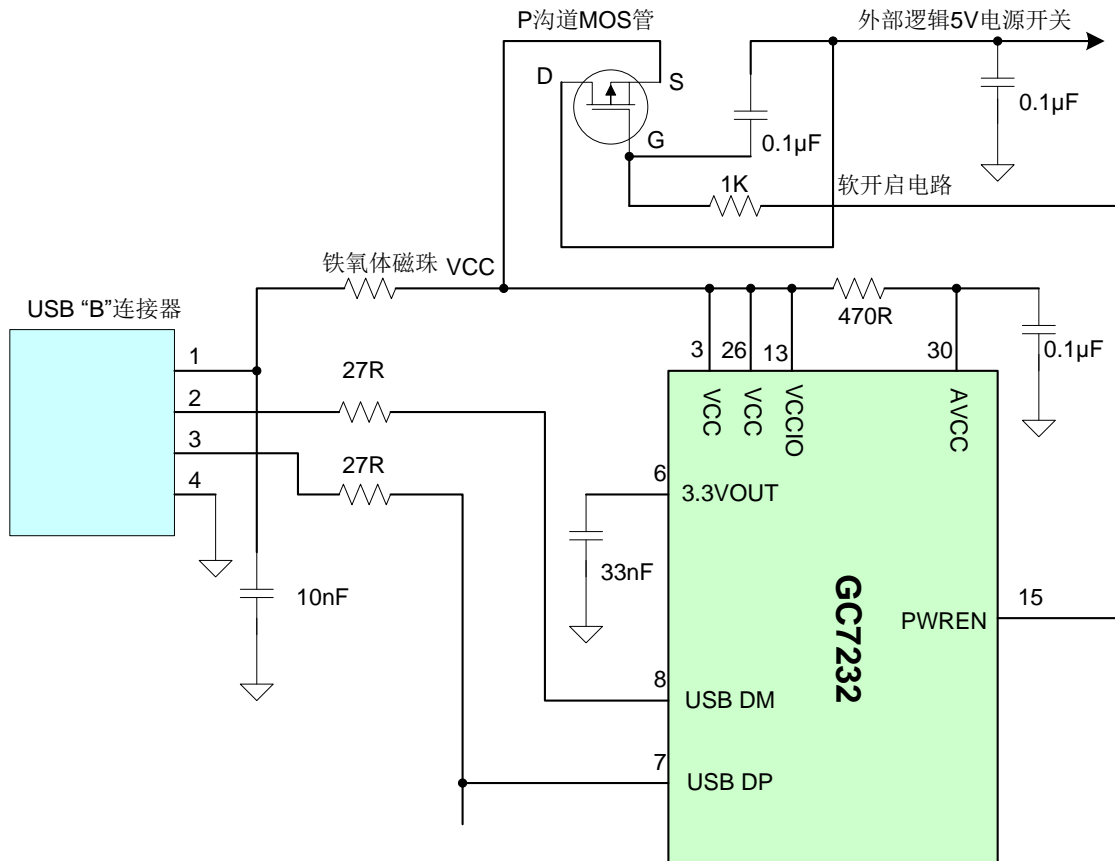 P沟道MOS管
外部逻辑5V电源开关
D
S
G
0.1µF
0.1µF
1K
软开启电路
铁氧体磁珠
VCC
USB “B”连接器
470R
0.1µF
1
2
3
4
27R
27R
3
26
13
30
VCC
VCC
VCCIO
AVCC
6
3.3VOUT
33nF
10nF
GC7232
15
PWREN
8
USB DM
7
USB DP